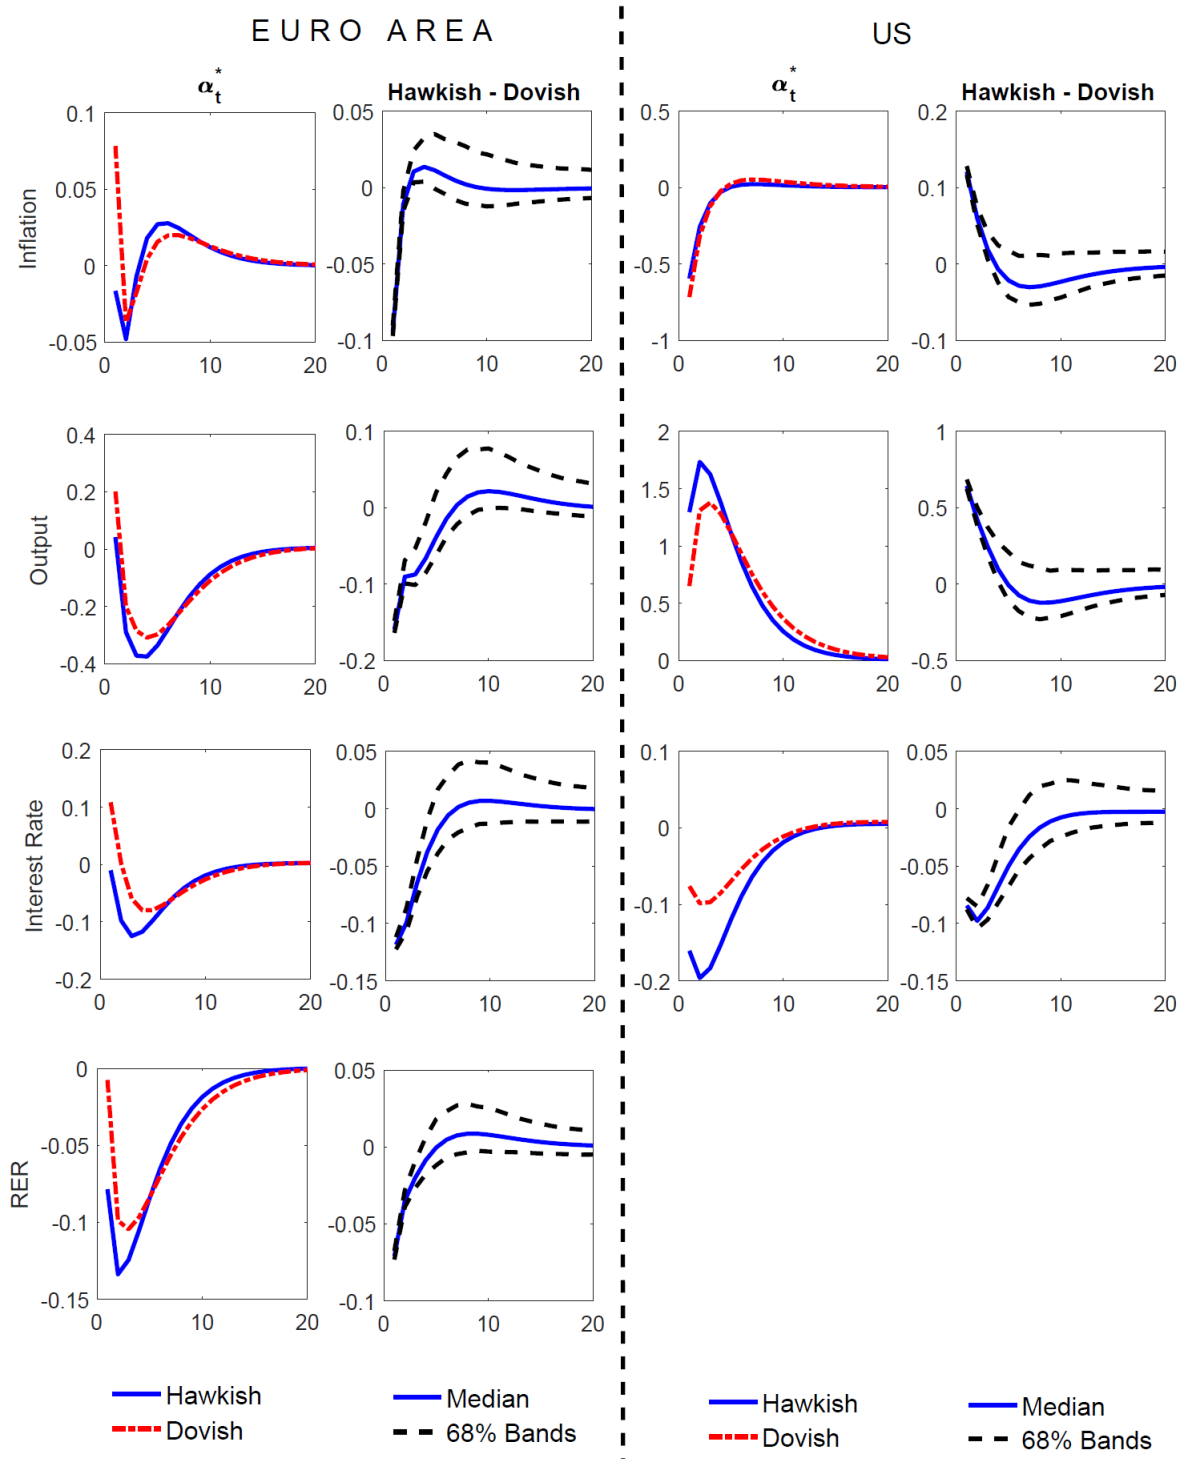 EURO AREA
US
α*t
Hawkish - Dovish
α*t
Hawkish - Dovish
Inflation
0.1
0.05
0
-0.05
0 10 20
0.05
0
-0.05
-0.1
0 10 20
0.5
0
-0.5
-1
0 10 20
0.2
0.1
0
-0.1
0 10 20
Output
0.4
0.2
0
-0.2
-0.4
0 10 20
0.1
0
-0.1
-0.2
0 10 20
2
1.5
1
0.5
0
0 10 20
1
0.5
0
-0.5
0 10 20
Interest Rate
0.2
0.1
0
-0.1
-0.2
0 10 20
0.05
0
-0.05
-0.1
-0.15
0 10 20
0.1
0
-0.1
-0.2
0 10 20
0.05
0
-0.05
-0.1
-0.15
0 10 20
RER
0
-0.05
-0.1
-0.15
0 10 20
0.05
0
-0.05
-0.1
0 10 20
Hawkish
Dovish
Median
68% Bands
Hawkish
Dovish
Median
68% Bands